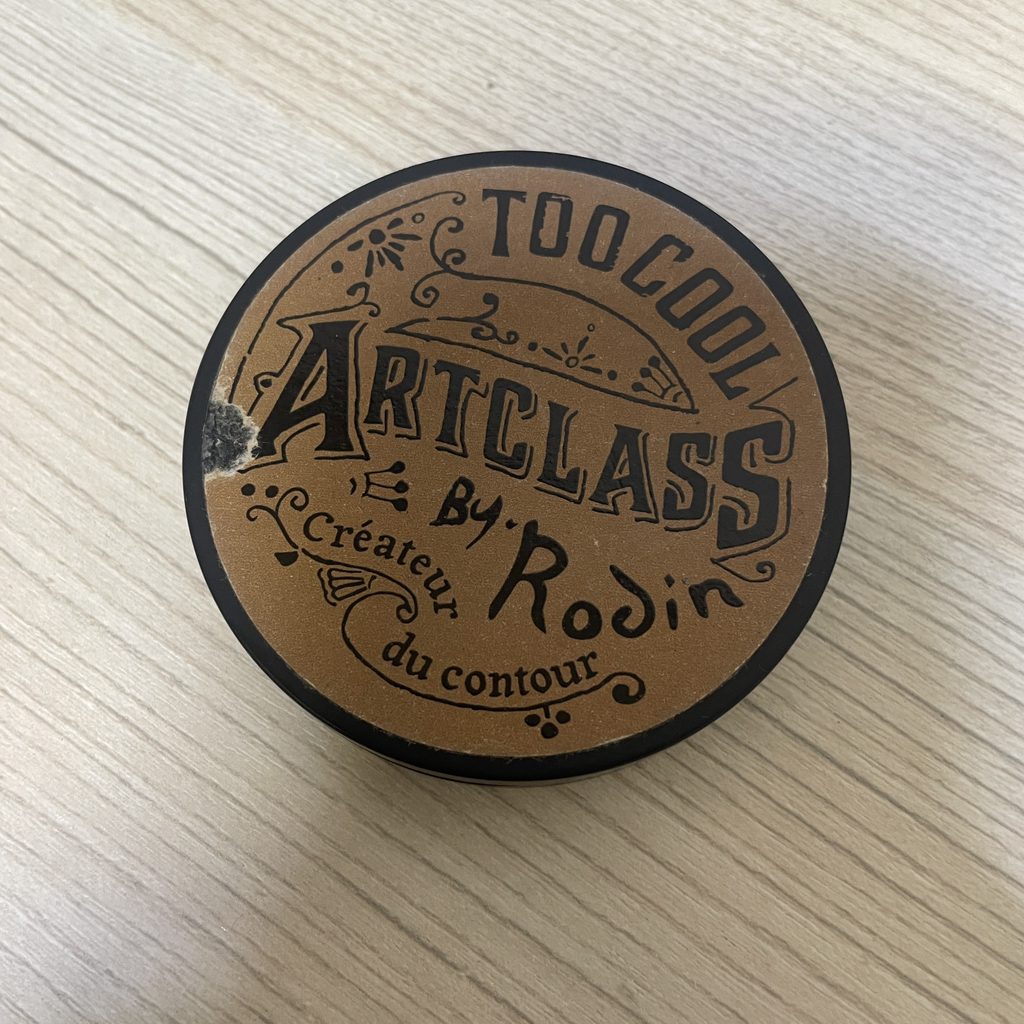 TOO COOL
ARTCLASS
By. Rodin
Créateur
du contour